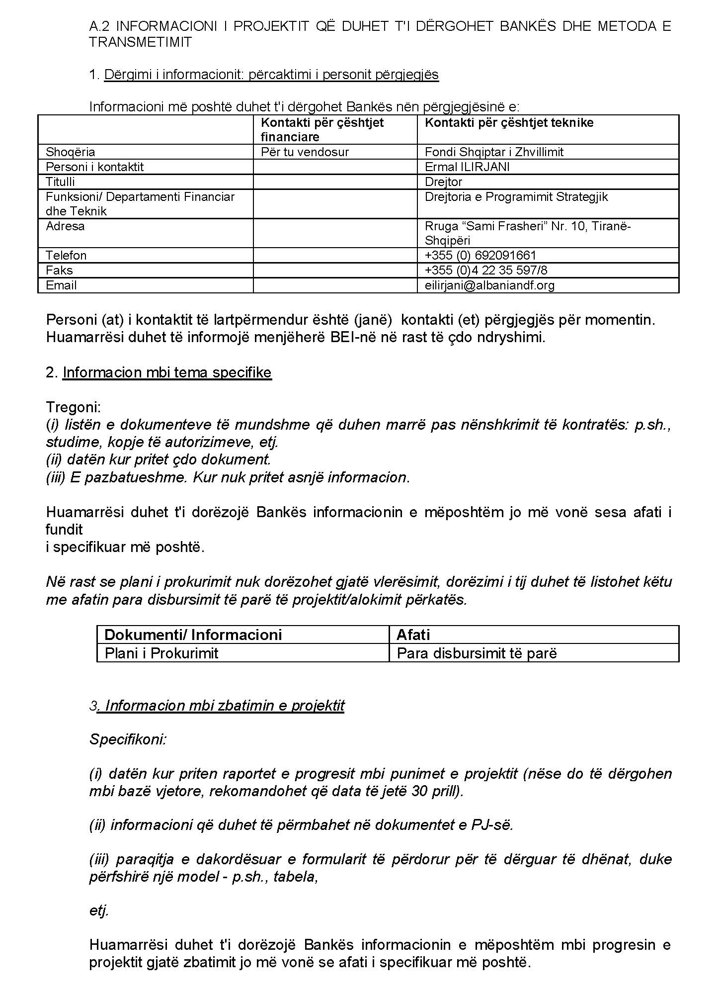 A.2 INFORMACIONI I PROJEKTIT QË DUHET T'I DËRGOHET BANKËS DHE METODA E
TRANSMETIMIT
1. Dërgimi i informacionit: përcaktimi i personit përgjegjës
Informacioni më poshtë duhet t'i dërgohet Bankës nën përgjegjësinë e:
Kontakti për çështjet Kontakti për çështjet teknike
financiare
Shoqëria Për tu vendosur Fondi Shqiptar i Zhvillimit
Personi i kontaktit Ermal ILIRJANI
Titulli Drejtor
Funksioni/ Departamenti Financiar Drejtoria e Programimit Strategjik
dhe Teknik
Adresa Rruga “Sami Frasheri” Nr. 10, Tiranë-
Shqipëri
Telefon +355 (0) 692091661
Faks +355 (0)4 22 35 597/8
Email eilirjani@albaniandf.org
Personi (at) i kontaktit të lartpërmendur është (janë) kontakti (et) përgjegjës për momentin.
Huamarrësi duhet të informojë menjëherë BEI-në në rast të çdo ndryshimi.
2. Informacion mbi tema specifike
Tregoni:
(i) listën e dokumenteve të mundshme që duhen marrë pas nënshkrimit të kontratës: p.sh.,
studime, kopje të autorizimeve, etj.
(ii) datën kur pritet çdo dokument.
(iii) E pazbatueshme. Kur nuk pritet asnjë informacion.
Huamarrësi duhet t'i dorëzojë Bankës informacionin e mëposhtëm jo më vonë sesa afati i
fundit
i specifikuar më poshtë.
Në rast se plani i prokurimit nuk dorëzohet gjatë vlerësimit, dorëzimi i tij duhet të listohet këtu
me afatin para disbursimit të parë të projektit/alokimit përkatës.
Dokumenti/ Informacioni Afati
Plani i Prokurimit Para disbursimit të parë
3. Informacion mbi zbatimin e projektit
Specifikoni:
(i) datën kur priten raportet e progresit mbi punimet e projektit (nëse do të dërgohen
mbi bazë vjetore, rekomandohet që data të jetë 30 prill).
(ii) informacioni që duhet të përmbahet në dokumentet e PJ-së.
(iii) paraqitja e dakordësuar e formularit të përdorur për të dërguar të dhënat, duke
përfshirë një model - p.sh., tabela,
etj.
Huamarrësi duhet t'i dorëzojë Bankës informacionin e mëposhtëm mbi progresin e
projektit gjatë zbatimit jo më vonë se afati i specifikuar më poshtë.